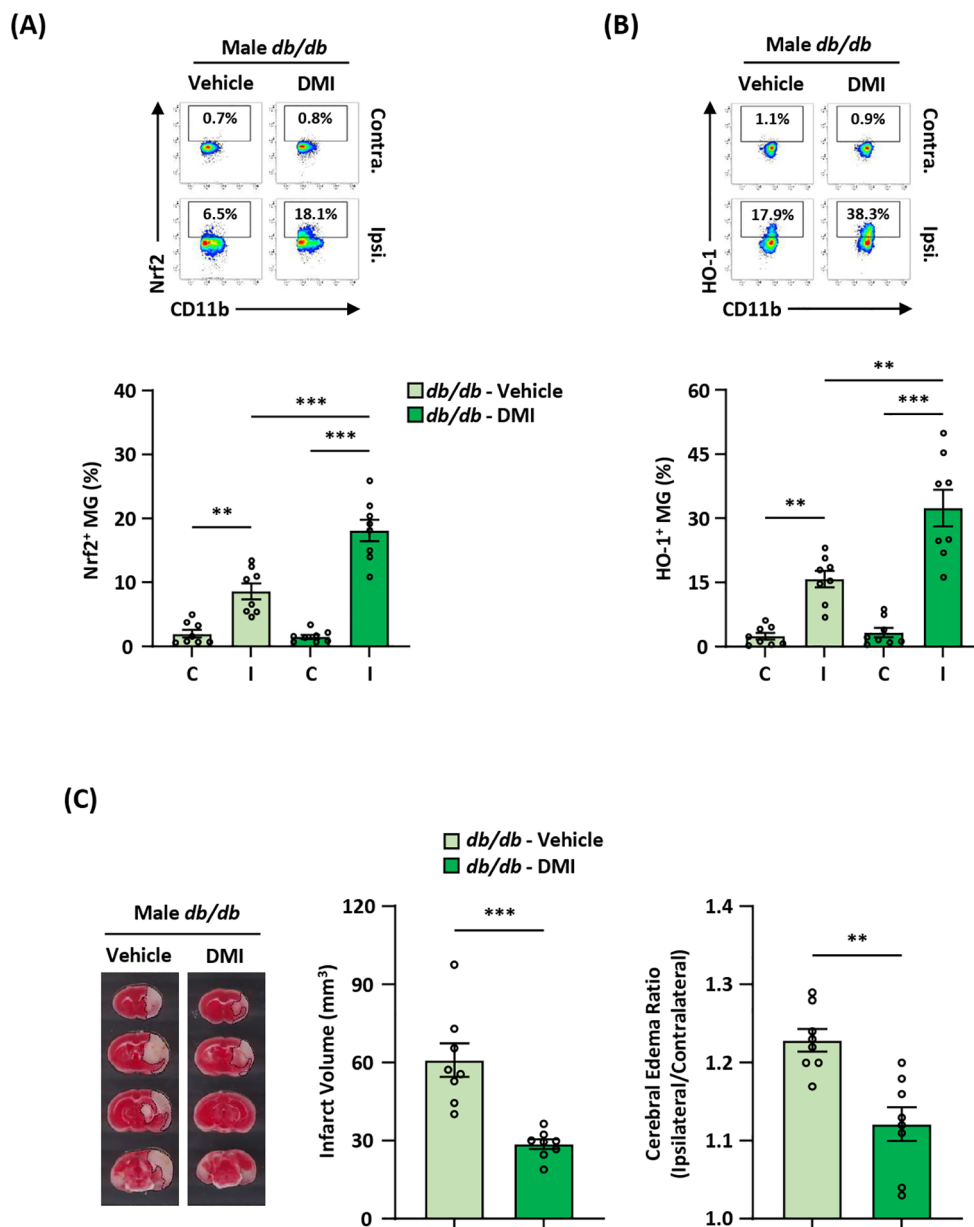 (A)
Male db/db
Vehicle DMI
0.7% 0.8%
Contra.
6.5% 18.1%
Ipsi.
Nrf2
CD11b
(B)
Male db/db
Vehicle DMI
1.1% 0.9%
Contra.
17.9% 38.3%
Ipsi.
HO-1
CD11b
db/db - Vehicle
db/db - DMI
Nrf2⁺ MG (%)
40
30
20
10
0
***
***
**
C I C I
HO-1⁺ MG (%)
60
45
30
15
0
**
***
**
C I C I
(C)
db/db - Vehicle
db/db - DMI
Male db/db
Vehicle DMI
Infarct Volume (mm³)
120
90
60
30
0
***
Cerebral Edema Ratio
(Ipsilateral/Contralateral)
1.4
1.3
1.2
1.1
1.0
**